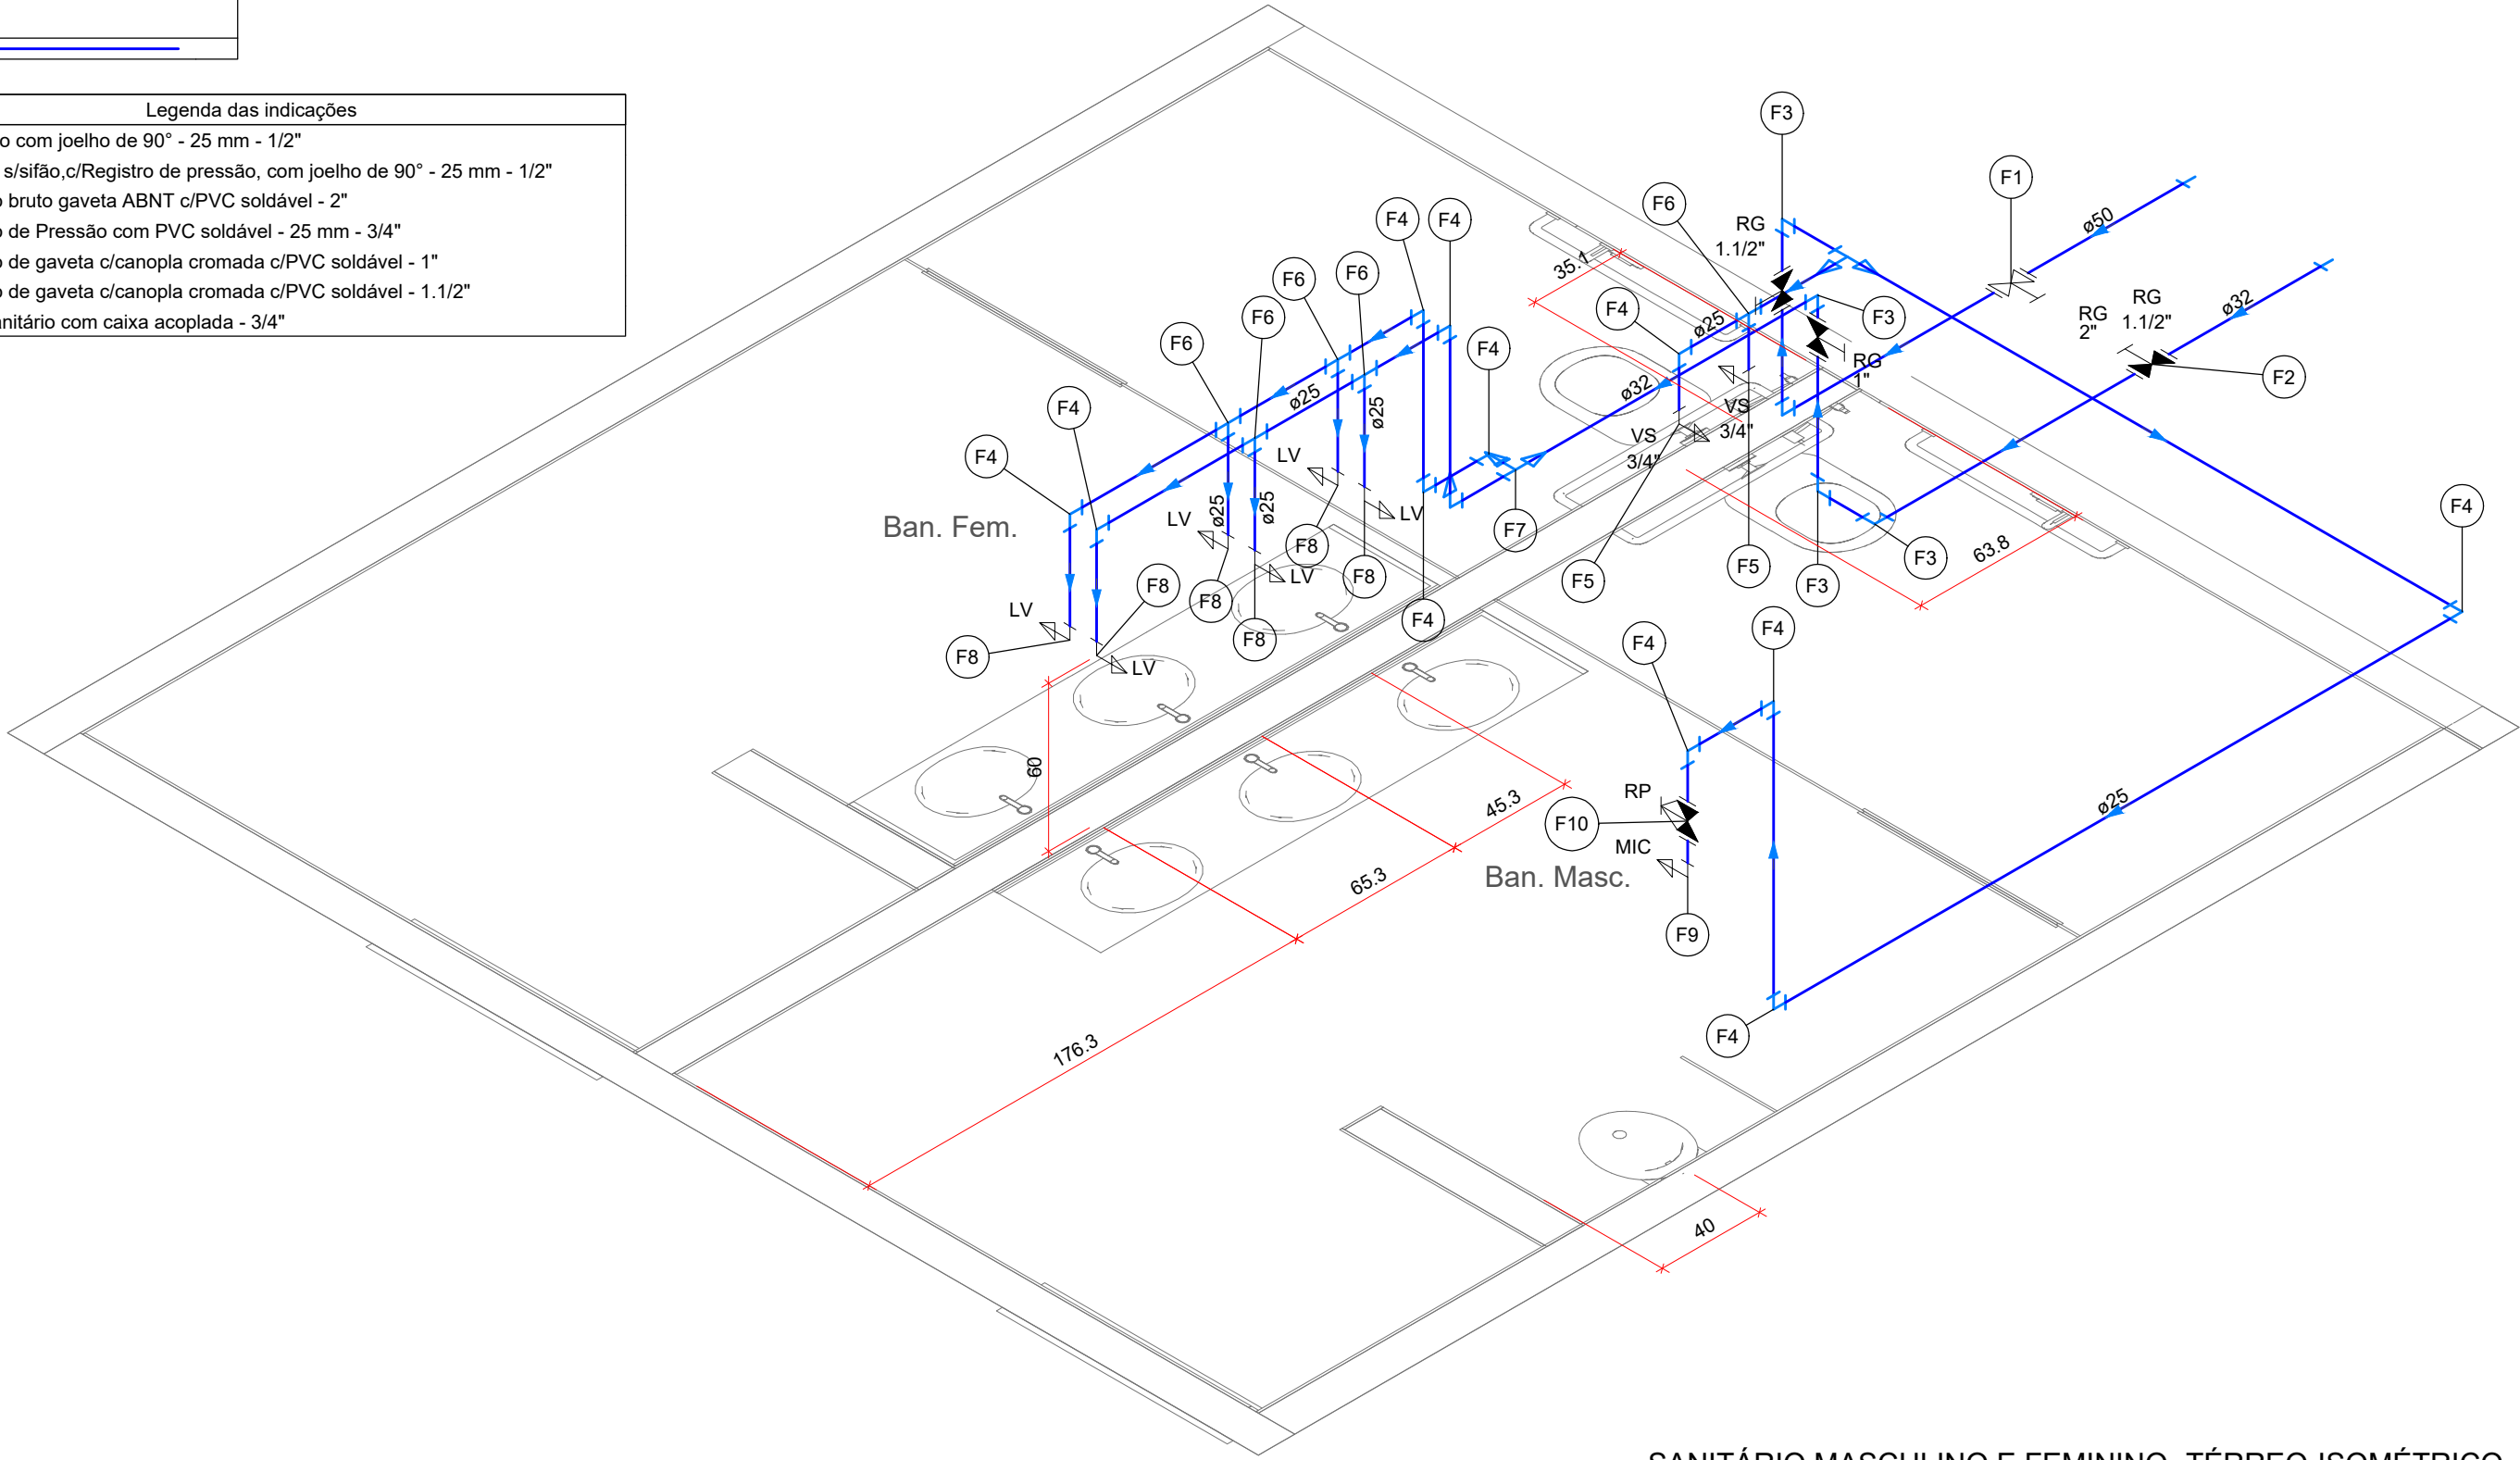 Legenda das indicações
o com joelho de 90° - 25 mm - 1/2"
s/sifão,c/Registro de pressão, com joelho de 90° - 25 mm - 1/2"
o bruto gaveta ABNT c/PVC soldável - 2"
o de Pressão com PVC soldável - 25 mm - 3/4"
o de gaveta c/canopla cromada c/PVC soldável - 1"
o de gaveta c/canopla cromada c/PVC soldável - 1.1/2"
anitário com caixa acoplada - 3/4"
F3
F1
F6
F4
F4
RG
1.1/2"
ø50
35.1
F6
F6
F4
F3
RG
2"
RG
1.1/2"
ø32
F6
F6
F4
ø25
RG
1"
F2
F4
F4
ø25
ø25
ø32
VS
3/4"
VS
3/4"
LV
LV
LV
LV
ø25
ø25
Ban. Fem.
F7
F4
F8
F8
F8
F8
F5
F5
F3
F3
63.8
LV
LV
F8
F8
F4
F4
F4
60
RP
F10
MIC
45.3
ø25
65.3
Ban. Masc.
F9
F4
176.3
40
SANITÁRIO MASCULINO E FEMININO- TÉRREO-ISOMÉTRICO